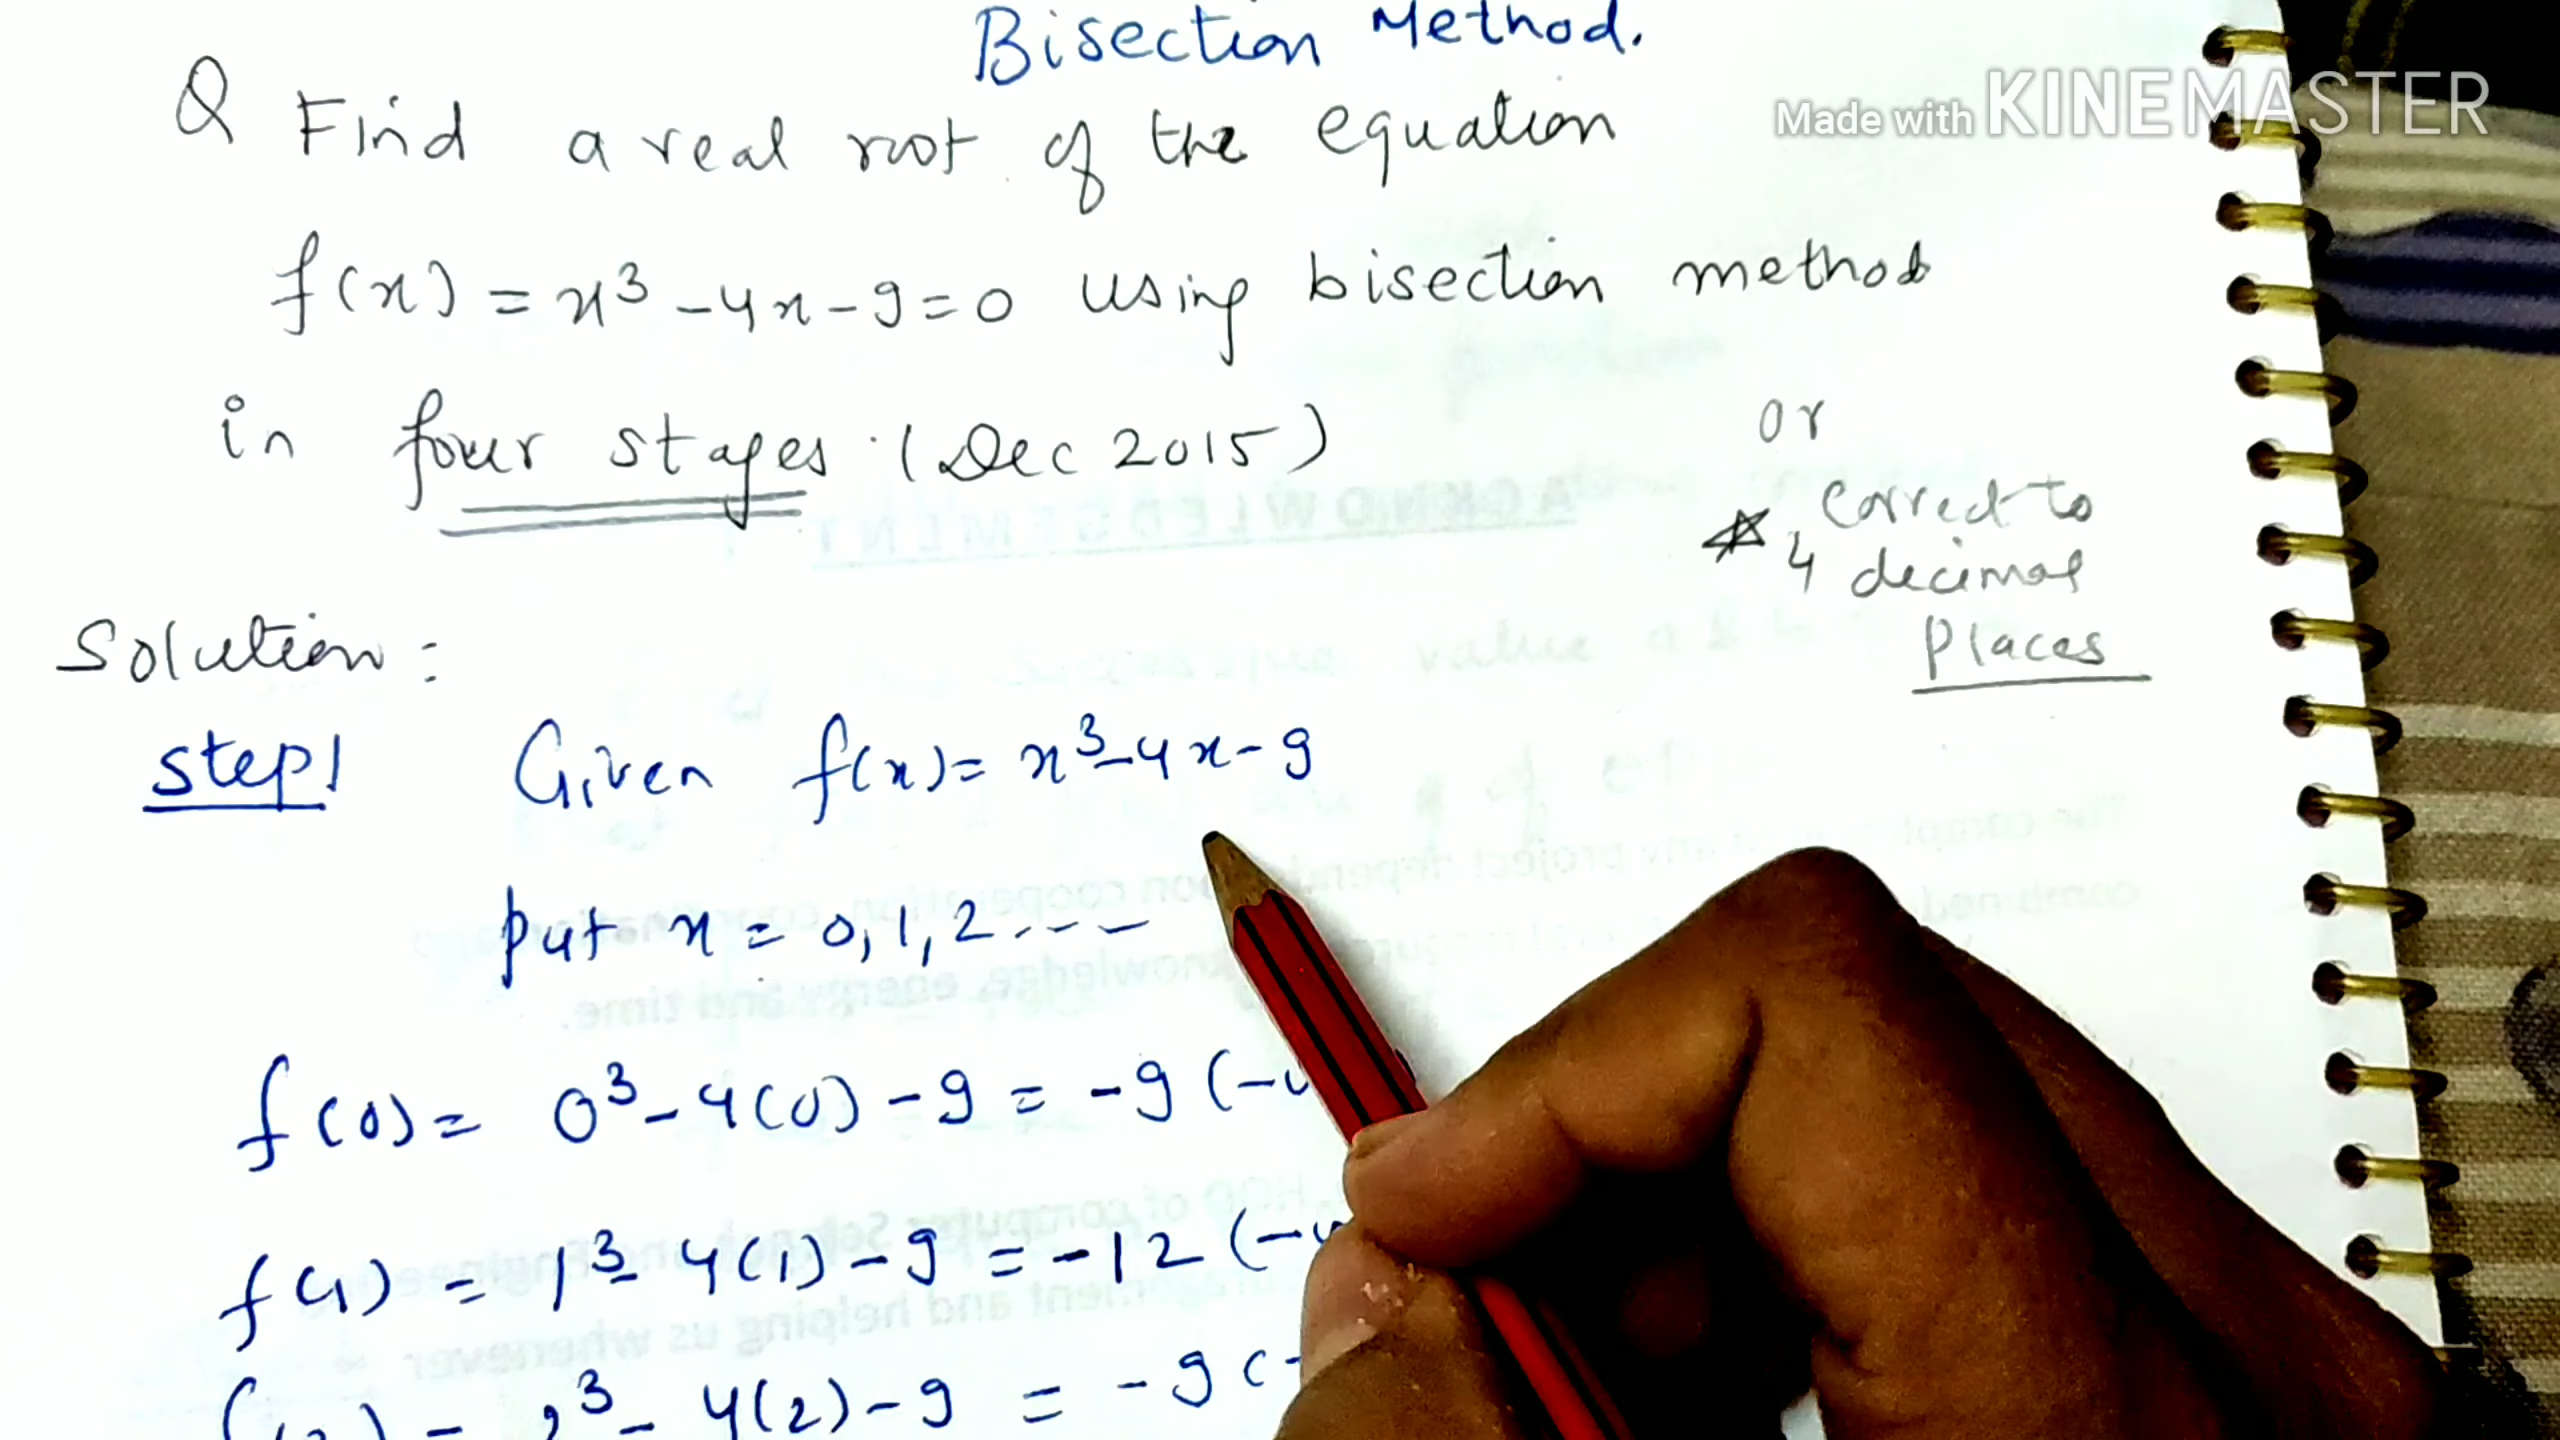 Bisection Method.
Made with KINEMASTER
Q Find a real root of the equation
f(x) = x³ - 4x - 9 = 0 using bisection method
in four stages (Dec 2015)
or
* Correct to
4 decimal
Places
ACKNOWLEDGEMENT
Solution:
step1 Given f(x) = x³ - 4x - 9
put x = 0, 1, 2 - - -
f(0) = 0³ - 4(0) - 9 = -9 (-
f(1) = 1³ - 4(1) - 9 = -12 (-
³ - 4(2) - 9 = -9 (-